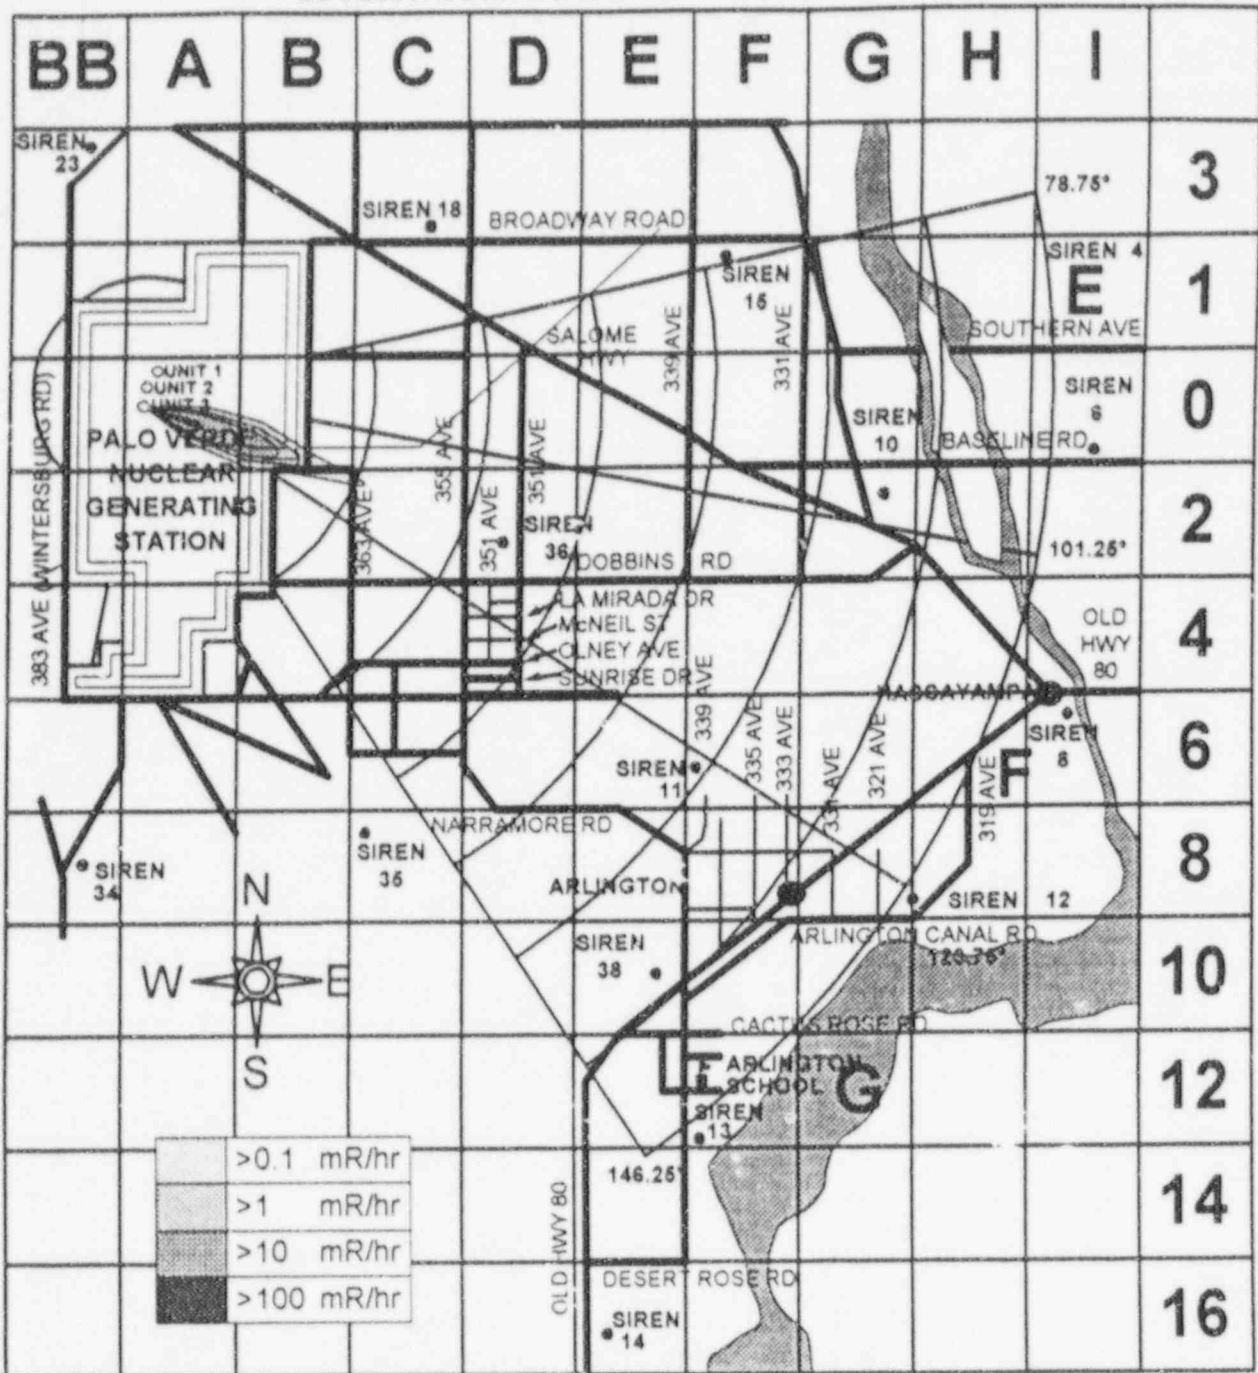 BB A B C D E F G H I
SIREN
23
3
78.75°
SIREN 18
BROADWAY ROAD
SIREN 4
E
SIREN
15
1
SALOME
HWY
339 AVE
331 AVE
SOUTHERN AVE
OUNIT 1
OUNIT 2
OUNIT 3
SIREN
6
SIREN
10
0
BASELINE RD
PALO VERDE
NUCLEAR
GENERATING
STATION
383 AVE (WINTERSBURG RD)
355 AVE
351 AVE
363 AVE
351 AVE
SIREN
36
2
101.25°
DOBBINS RD
LA MIRADA DR
McNEIL ST
OLNEY AVE
SUNRISE DR
OLD
HWY
80
4
HASSAYAMPA
339 AVE
335 AVE
333 AVE
331 AVE
321 AVE
319 AVE
SIREN
8
F
SIREN
11
6
NARRAMORE RD
SIREN
35
SIREN
34
ARLINGTON
SIREN 12
8
N
W E
S
SIREN
38
ARLINGTON CANAL RD
10
CACTUS ROSE RD
ARLINGTON
SCHOOL
G
12
SIREN
13
146.25°
>0.1 mR/hr
>1 mR/hr
>10 mR/hr
>100 mR/hr
14
OLD HWY 80
DESERT ROSE RD
SIREN
14
16